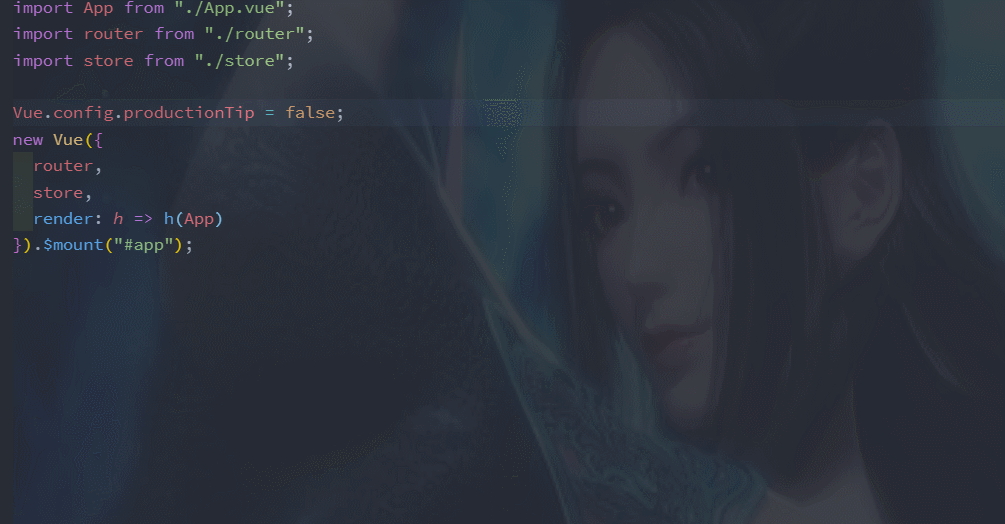 import App from "./App.vue";
import router from "./router";
import store from "./store";
Vue.config.productionTip = false;
new Vue({
  router,
  store,
  render: h => h(App)
}).$mount("#app");